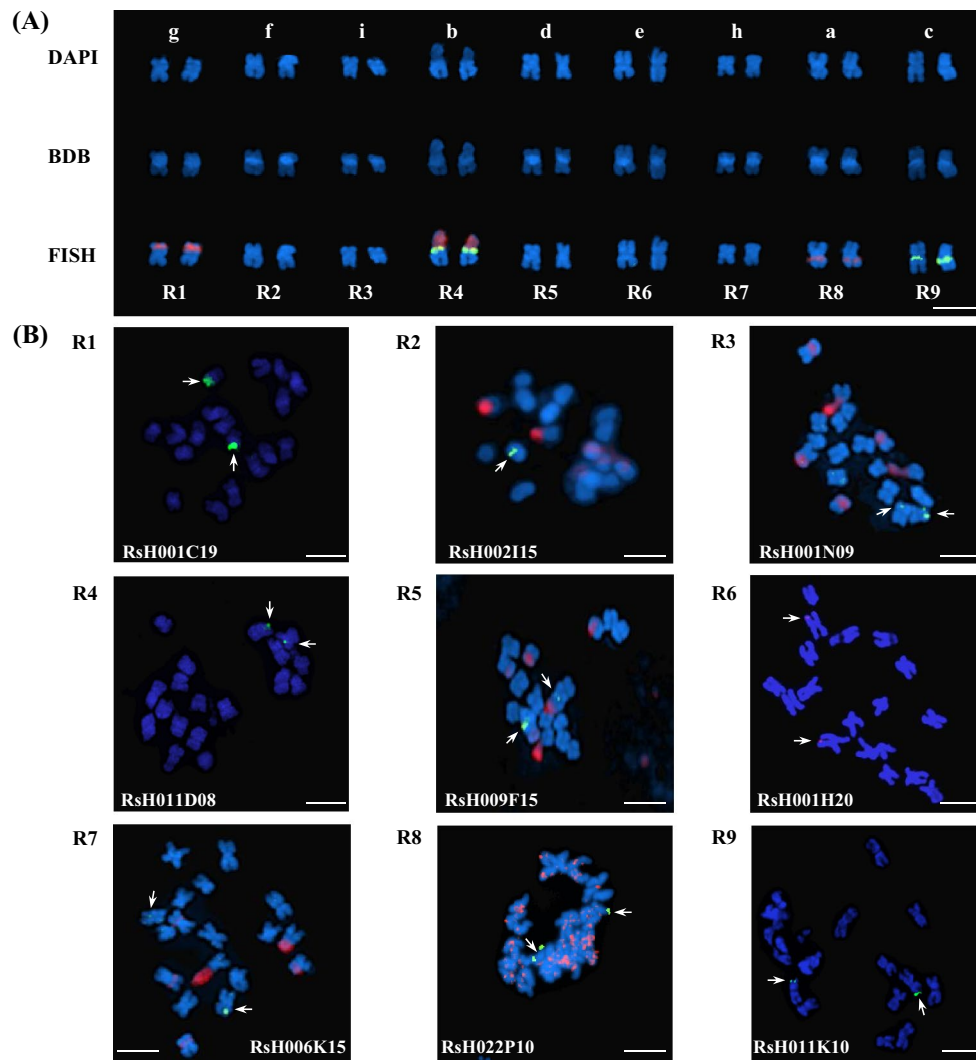 (A)
g f i b d e h a c
DAPI
BDB
FISH
R1 R2 R3 R4 R5 R6 R7 R8 R9
(B)
R1 R2 R3
RsH001C19 RsH002I15 RsH001N09
R4 R5 R6
RsH011D08 RsH009F15 RsH001H20
R7 R8 R9
RsH006K15 RsH022P10 RsH011K10